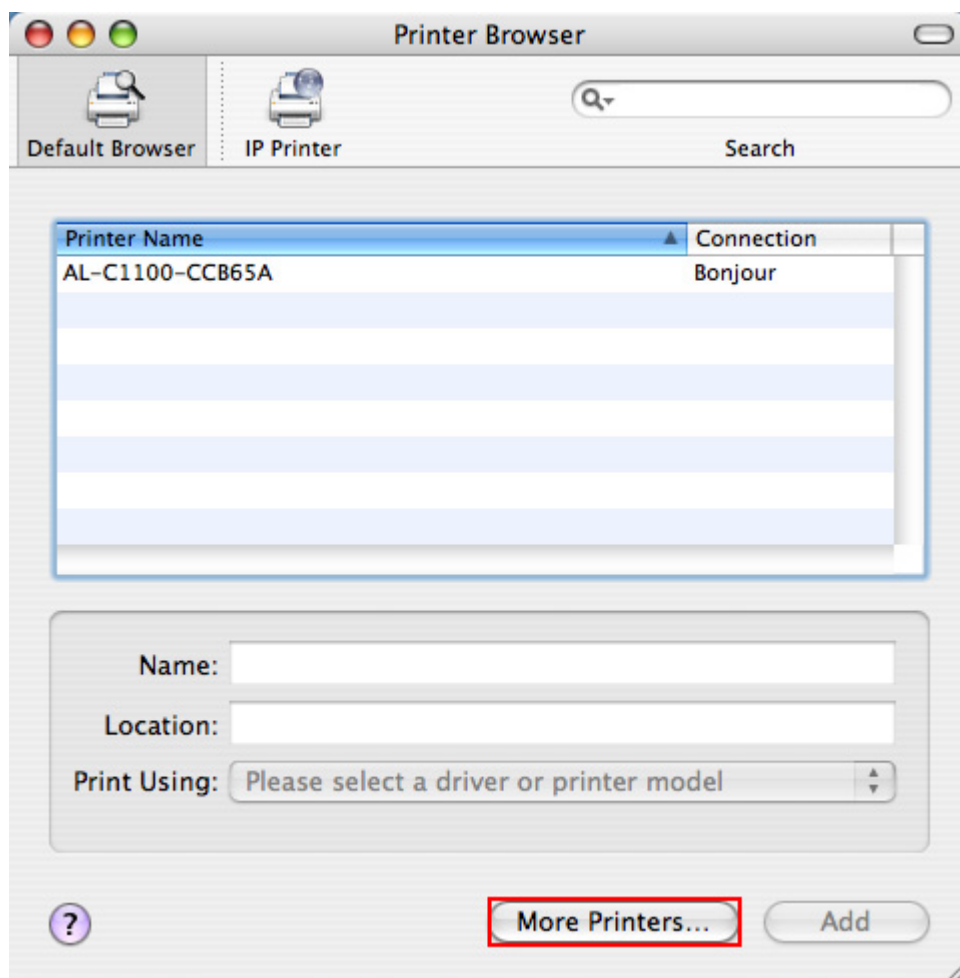 Printer Browser
Default Browser
IP Printer
Search
Printer Name Connection
AL-C1100-CCB65A Bonjour
Name:
Location:
Print Using: Please select a driver or printer model
? More Printers... Add